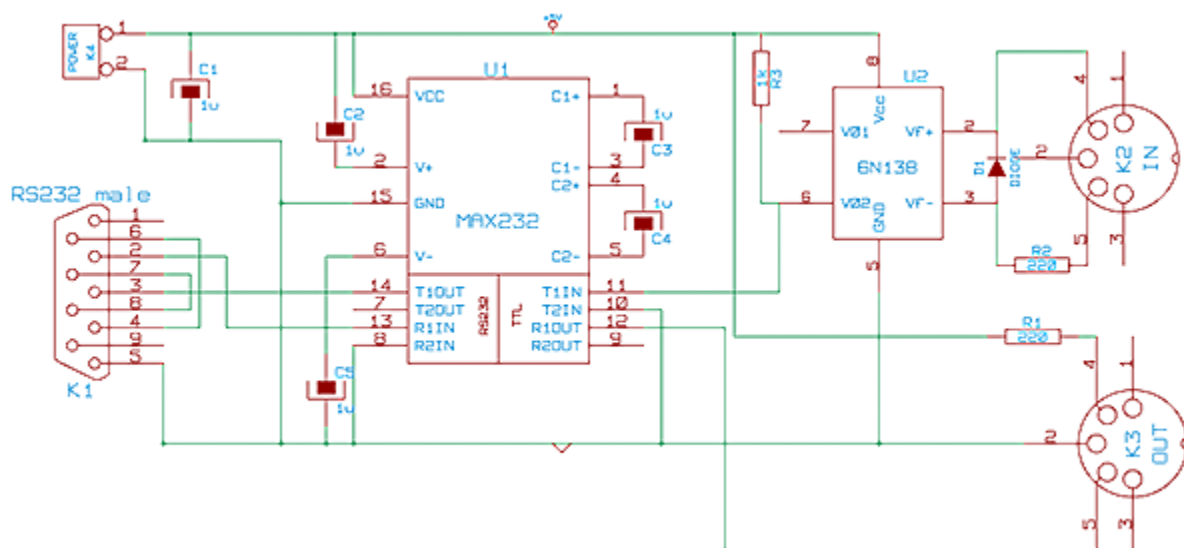 +5V
POWER
K4
1
2
C1
1u
C2
1u
U1
MAX232
16 VCC
2 V+
15 GND
6 V-
14 T1OUT
7 T2OUT
13 R1IN
8 R2IN
RS232
TTL
C1+ 1
C1- 3
C2+ 4
C2- 5
T1IN 11
T2IN 10
R1OUT 12
R2OUT 9
1u
C3
1u
C4
C5
1u
RS232 male
1
6
2
7
3
8
4
9
5
K1
1K
R3
U2
6N138
8
Vcc
7 VO1
6 VO2
VF+ 2
VF- 3
GND
5
D1
DIODE
R2
220
K2
IN
4
1
2
5
3
R1
220
K3
OUT
4
1
2
5
3